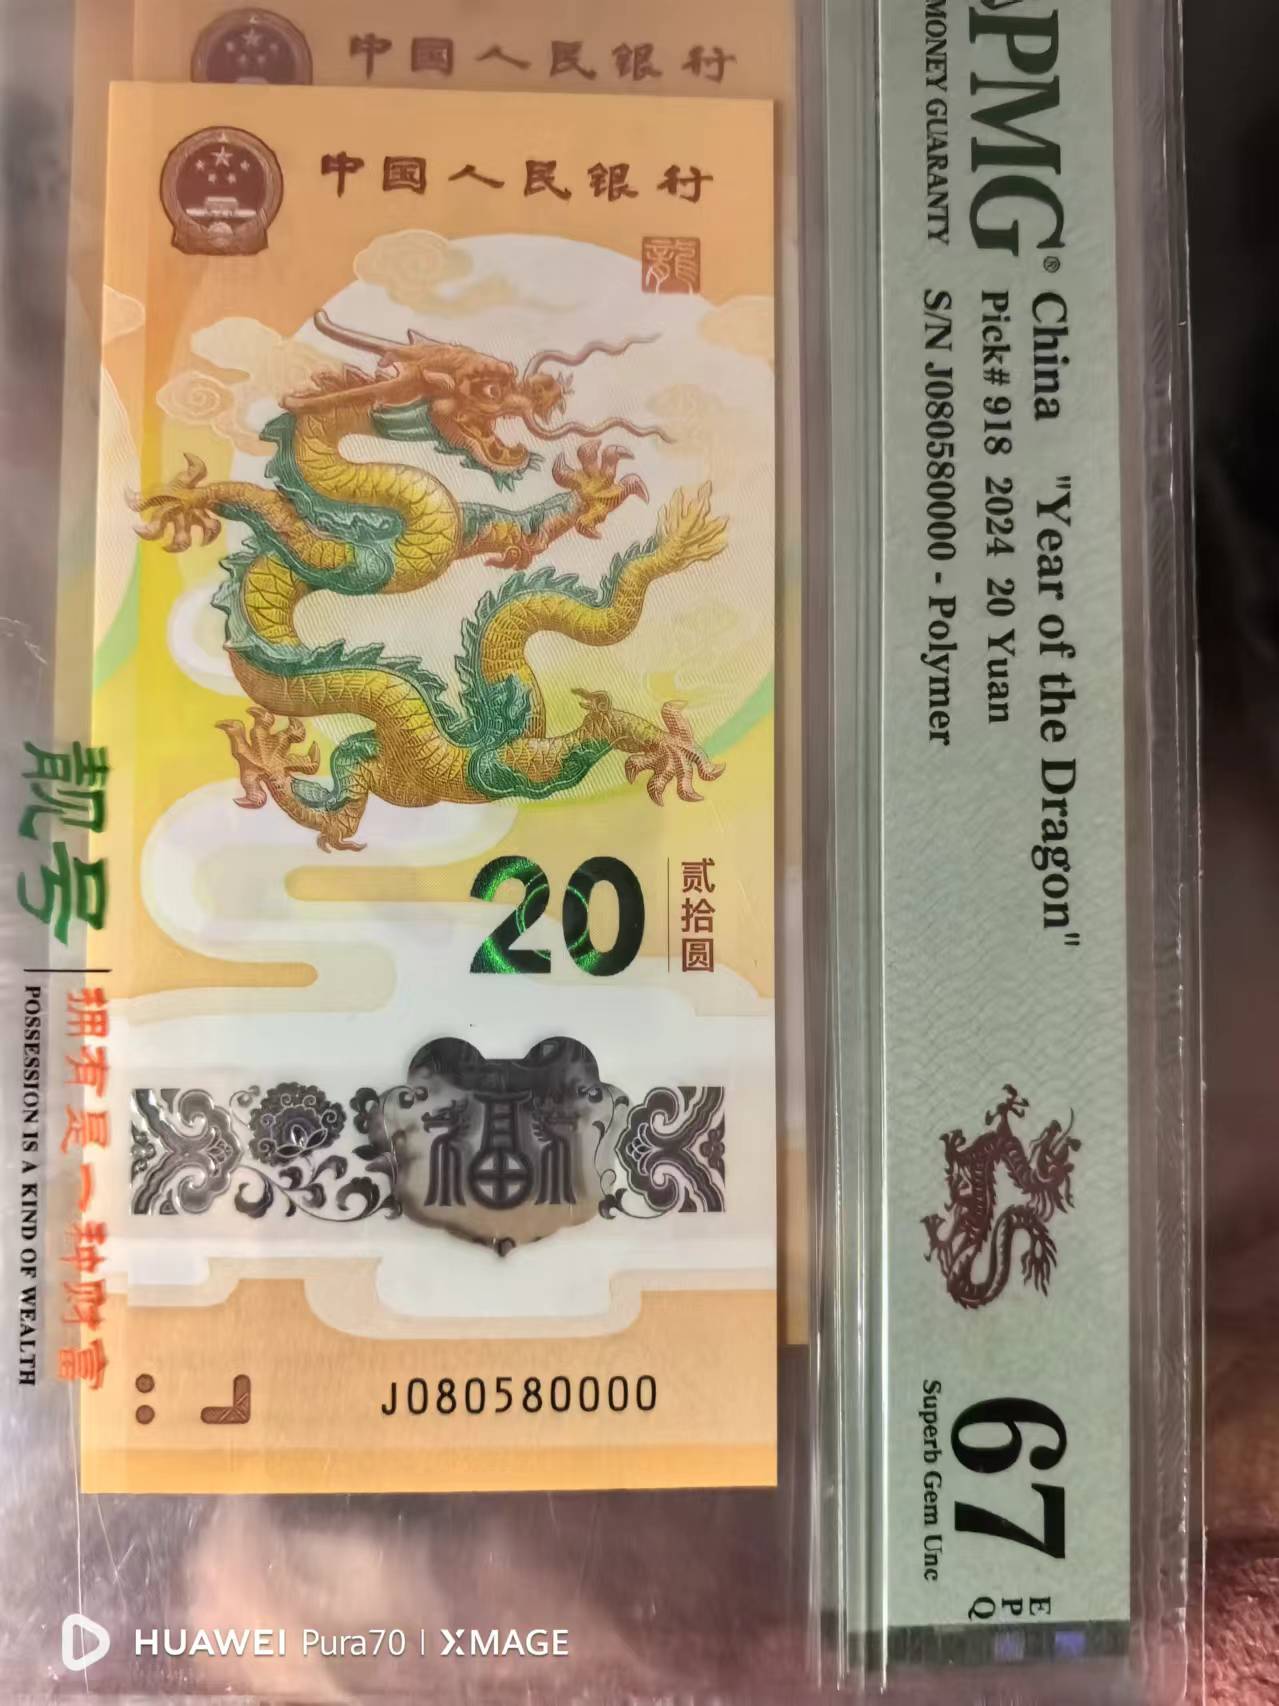 中国人民银行
中国人民银行
龍
20
贰拾圆
J080580000
靓号
拥有是一种财富
POSSESSION IS A KIND OF WEALTH
PMG®
MONEY GUARANTY
China "Year of the Dragon"
Pick# 918 2024 20 Yuan
S/N J080580000 - Polymer
67
EPQ
Superb Gem Unc
HUAWEI Pura70 | XMAGE